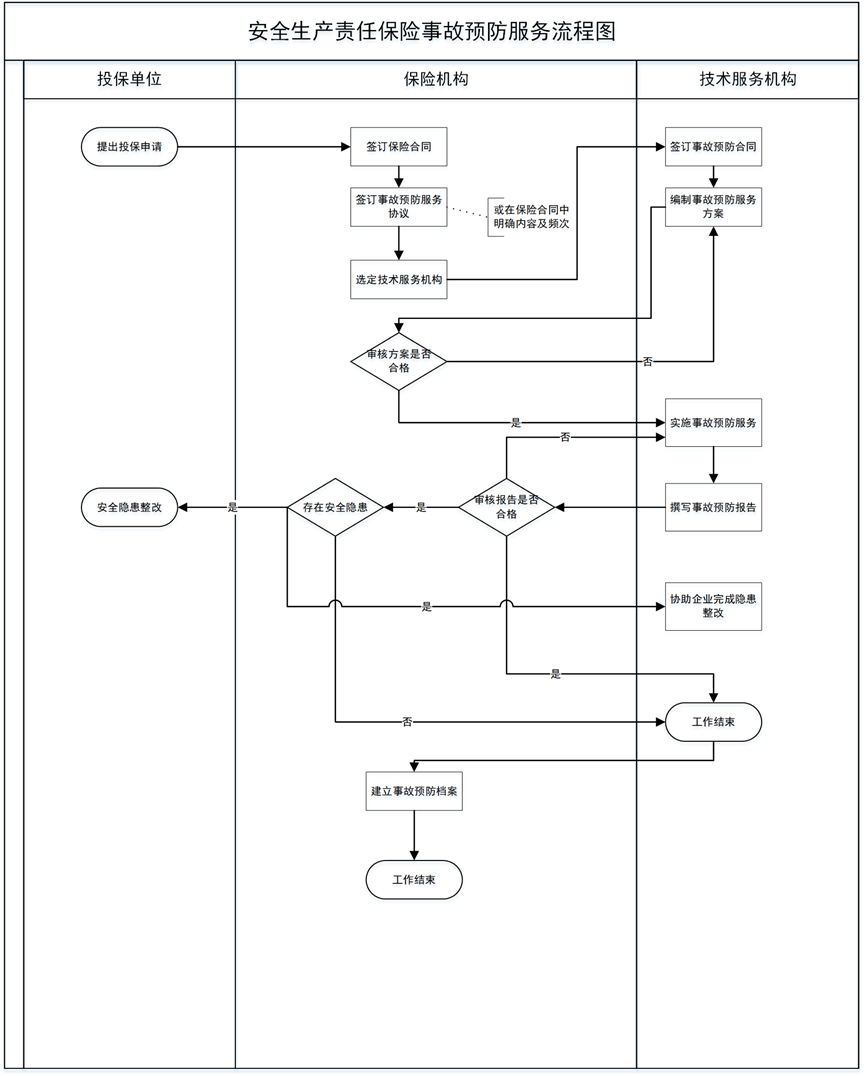 安全生产责任保险事故预防服务流程图
投保单位
保险机构
技术服务机构
提出投保申请
签订保险合同
签订事故预防合同
签订事故预防服务
协议
或在保险合同中
明确内容及频次
编制事故预防服务
方案
选定技术服务机构
审核方案是否
合格
否
是
实施事故预防服务
否
安全隐患整改
是
存在安全隐患
是
审核报告是否
合格
撰写事故预防报告
协助企业完成隐患
整改
是
是
否
工作结束
建立事故预防档案
工作结束